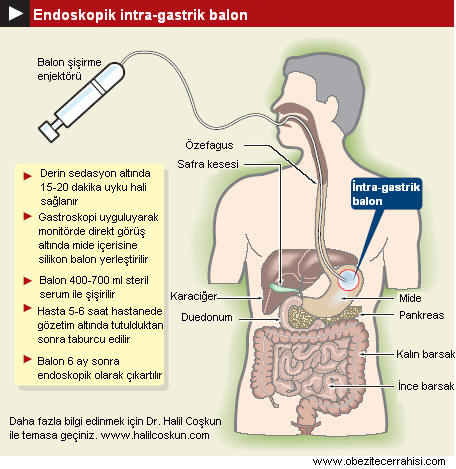 Endoskopik intra-gastrik balon
Balon şişirme
enjektörü
Özefagus
Safra kesesi
İntra-gastrik
balon
Derin sedasyon altında
15-20 dakika uyku hali
sağlanır
Gastroskopi uygulıyarak
monitörde direkt görüş
altında mide içerisine
silikon balon yerleştirilir
Balon 400-700 ml steril
serum ile şişirilir
Hasta 5-6 saat hastanede
gözetim altında tutulduktan
sonra taburcu edilir
Balon 6 ay sonra
endoskopik olarak çıkartılır
Karaciğer
Duedonum
Mide
Pankreas
Kalın barsak
İnce barsak
Daha fazla bilgi edinmek için Dr. Halil Coşkun
ile temasa geçiniz. www.halilcoskun.com
www.obezitecerrahisi.com